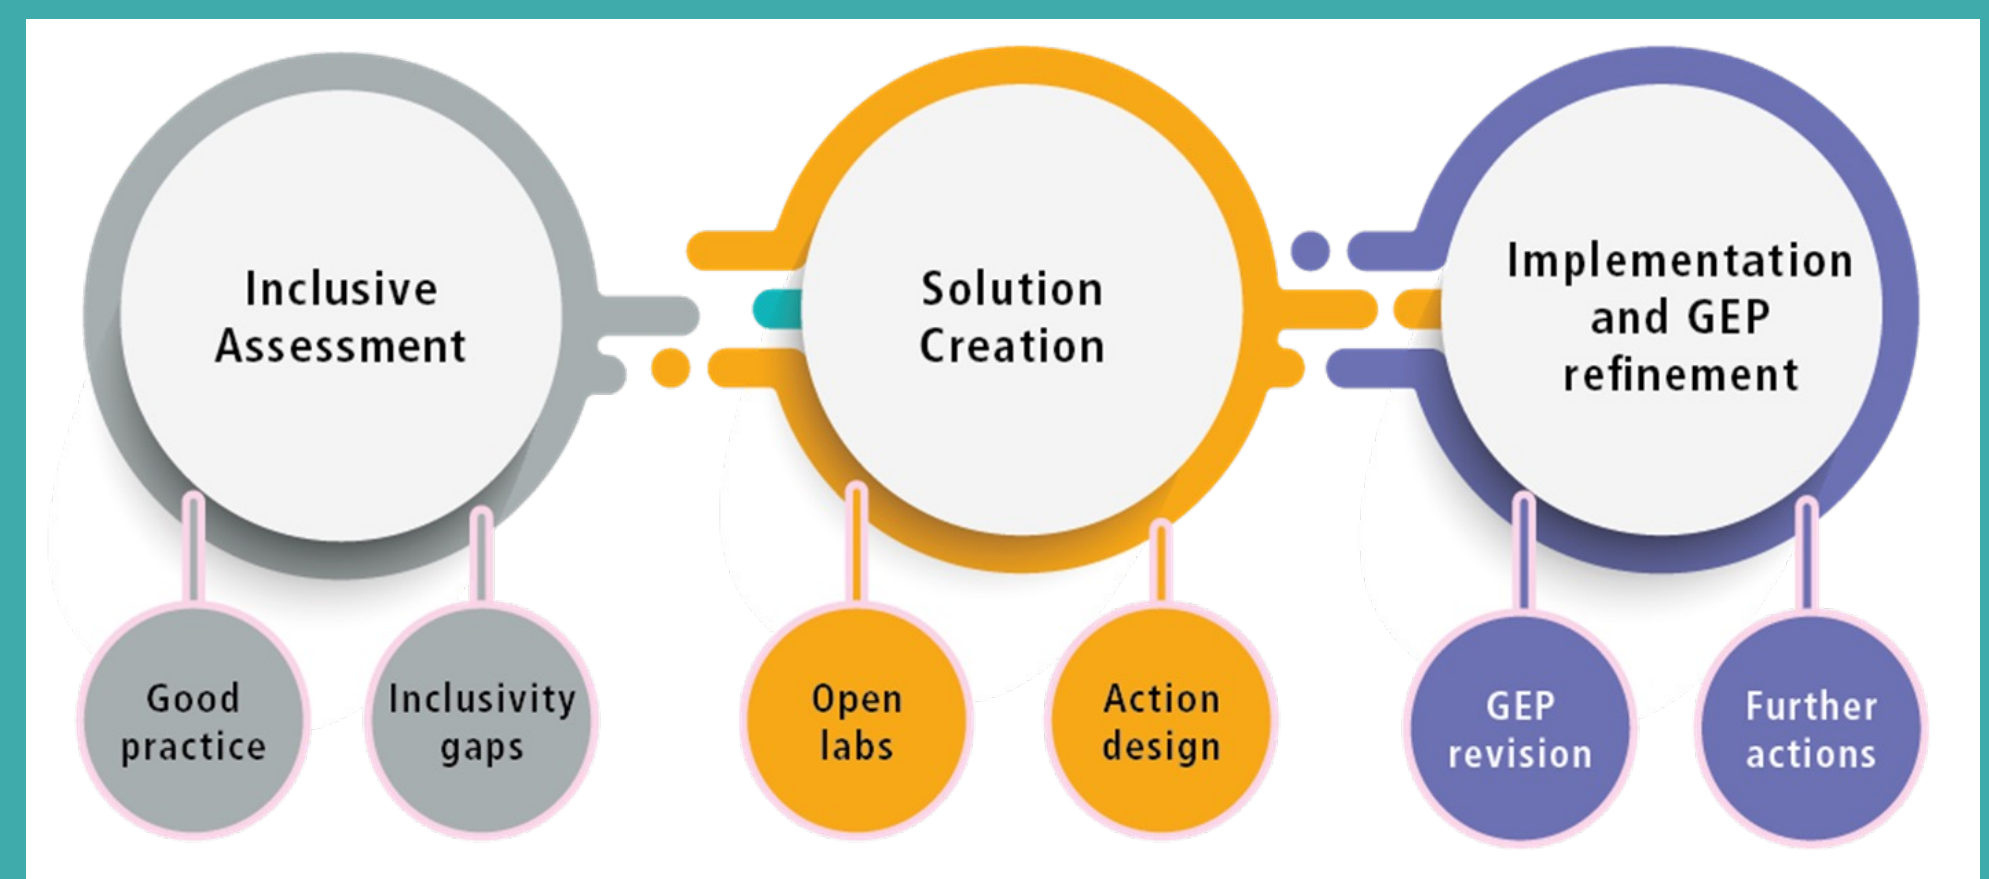 Inclusive
Assessment
Solution
Creation
Implementation
and GEP
refinement
Good
practice
Inclusivity
gaps
Open
labs
Action
design
GEP
revision
Further
actions